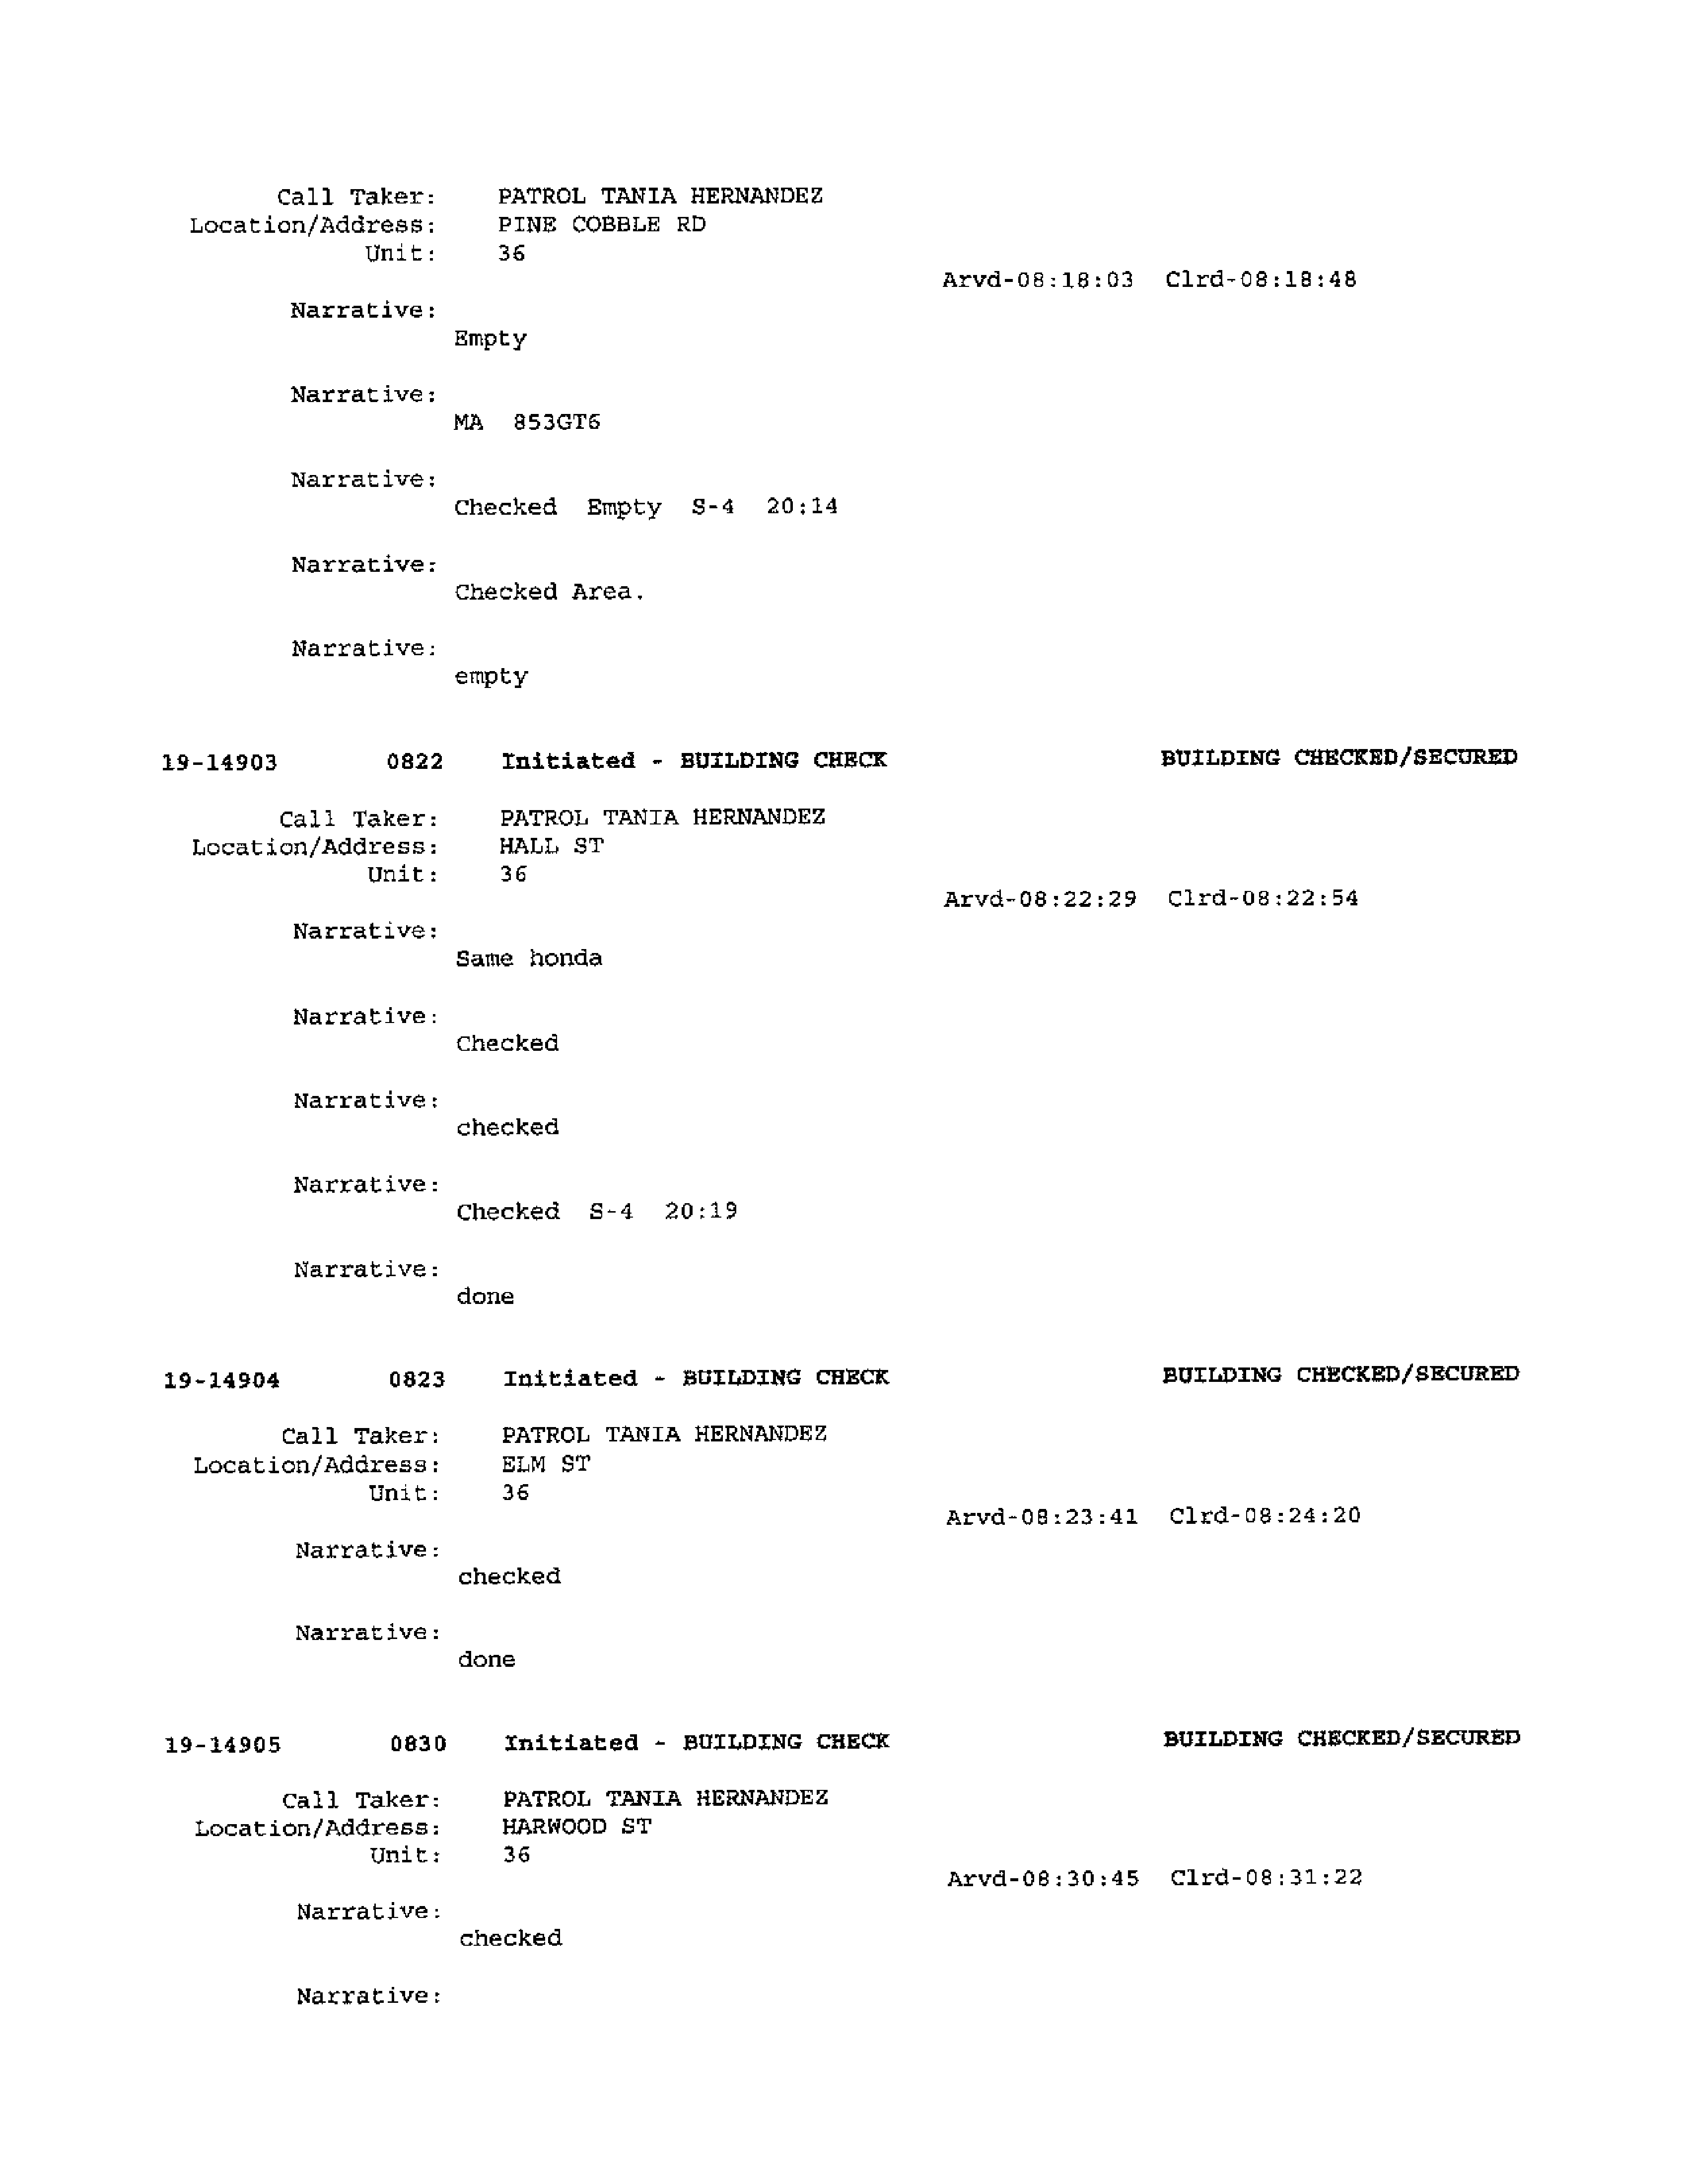 Call Taker: PATROL TANIA HERNANDEZ
Location/Address: PINE COBBLE RD
Unit: 36
Arvd-08:18:03 Clrd-08:18:48
Narrative:
Empty
Narrative:
MA 853GT6
Narrative:
Checked Empty S-4 20:14
Narrative:
Checked Area.
Narrative:
empty
19-14903 0822 Initiated - BUILDING CHECK BUILDING CHECKED/SECURED
Call Taker: PATROL TANIA HERNANDEZ
Location/Address: HALL ST
Unit: 36
Arvd-08:22:29 Clrd-08:22:54
Narrative:
Same honda
Narrative:
Checked
Narrative:
checked
Narrative:
Checked S-4 20:19
Narrative:
done
19-14904 0823 Initiated - BUILDING CHECK BUILDING CHECKED/SECURED
Call Taker: PATROL TANIA HERNANDEZ
Location/Address: ELM ST
Unit: 36
Arvd-08:23:41 Clrd-08:24:20
Narrative:
checked
Narrative:
done
19-14905 0830 Initiated - BUILDING CHECK BUILDING CHECKED/SECURED
Call Taker: PATROL TANIA HERNANDEZ
Location/Address: HARWOOD ST
Unit: 36
Arvd-08:30:45 Clrd-08:31:22
Narrative:
checked
Narrative: